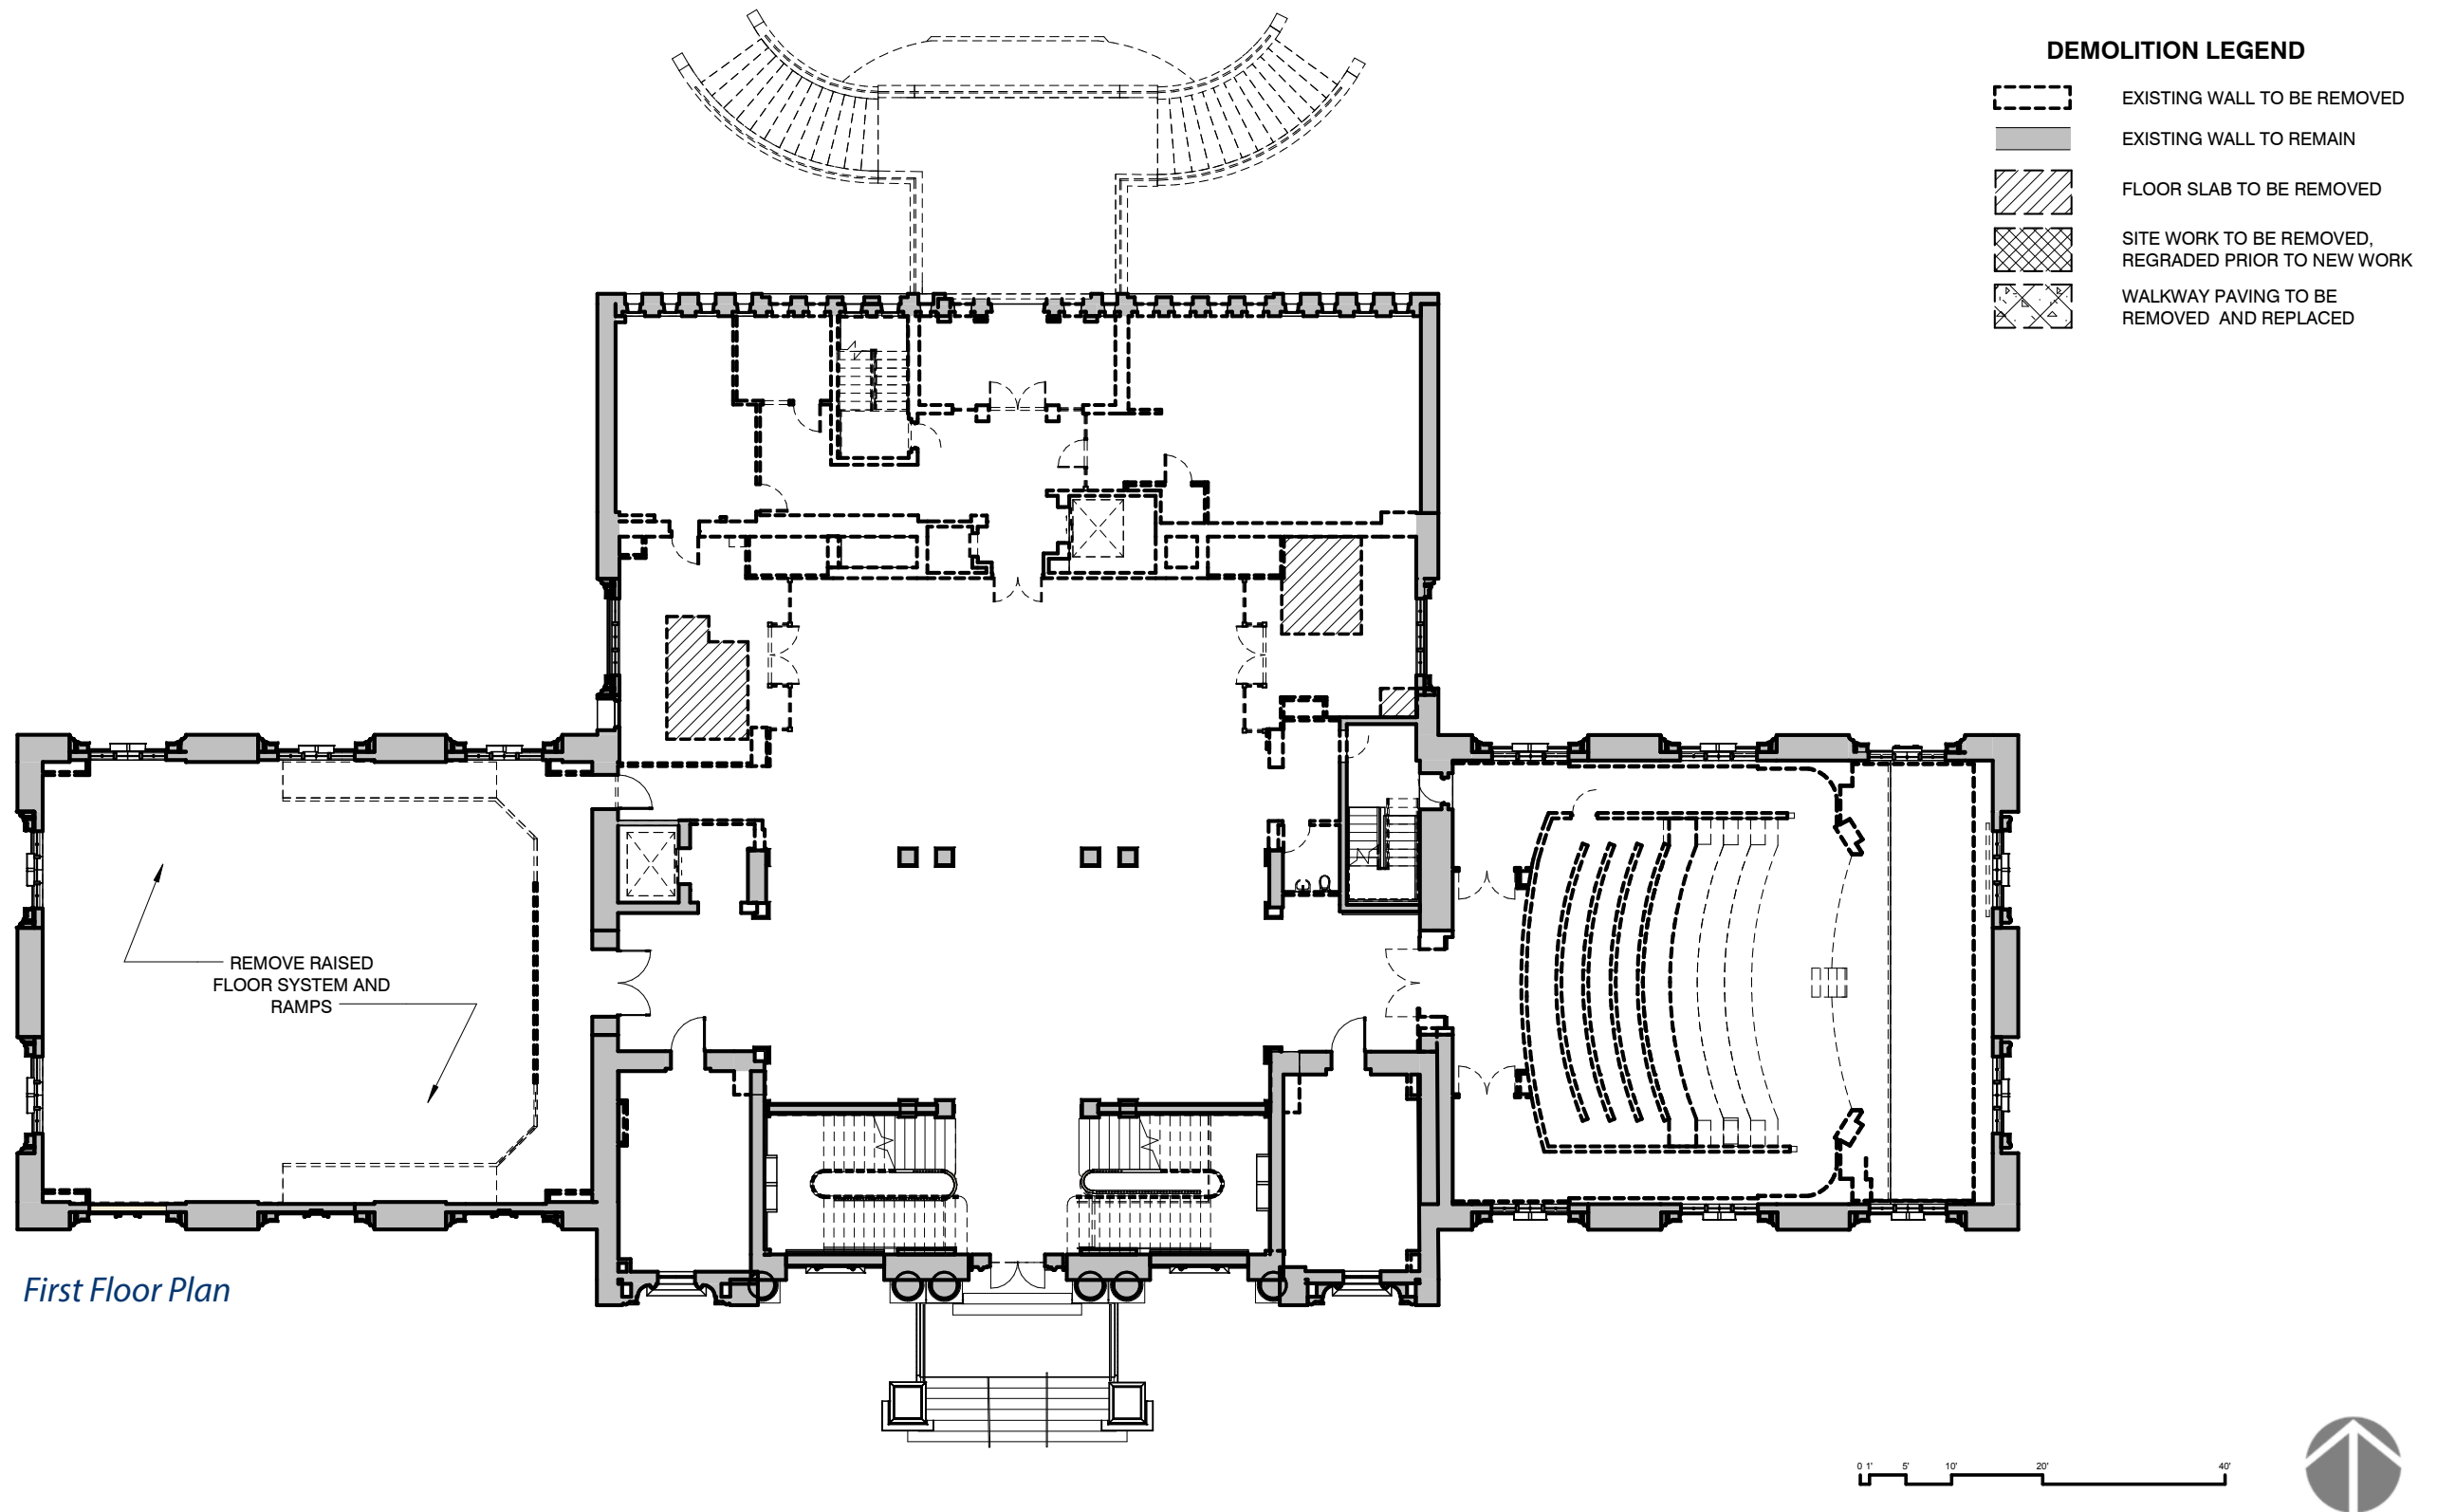 DEMOLITION LEGEND
EXISTING WALL TO BE REMOVED
EXISTING WALL TO REMAIN
FLOOR SLAB TO BE REMOVED
SITE WORK TO BE REMOVED,
REGRADED PRIOR TO NEW WORK
WALKWAY PAVING TO BE
REMOVED AND REPLACED
REMOVE RAISED
FLOOR SYSTEM AND
RAMPS
First Floor Plan
0 1' 5' 10' 20' 40'